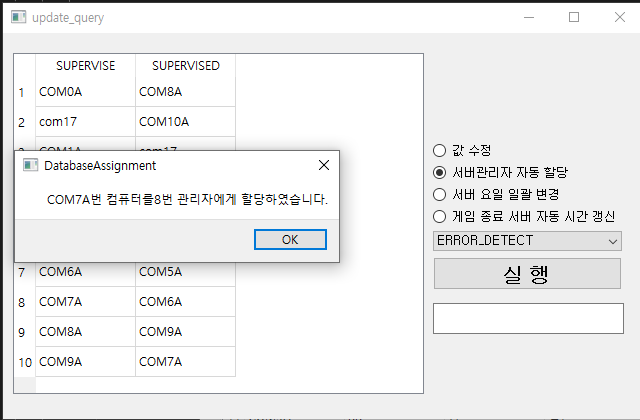 update_query
SUPERVISE SUPERVISED
1 COM0A COM8A
2 com17 COM10A
DatabaseAssignment
COM7A번 컴퓨터를8번 관리자에게 할당하였습니다.
OK
7 COM6A COM5A
8 COM7A COM6A
9 COM8A COM9A
10 COM9A COM7A
값 수정
서버관리자 자동 할당
서버 요일 일괄 변경
게임 종료 서버 자동 시간 갱신
ERROR_DETECT
실 행